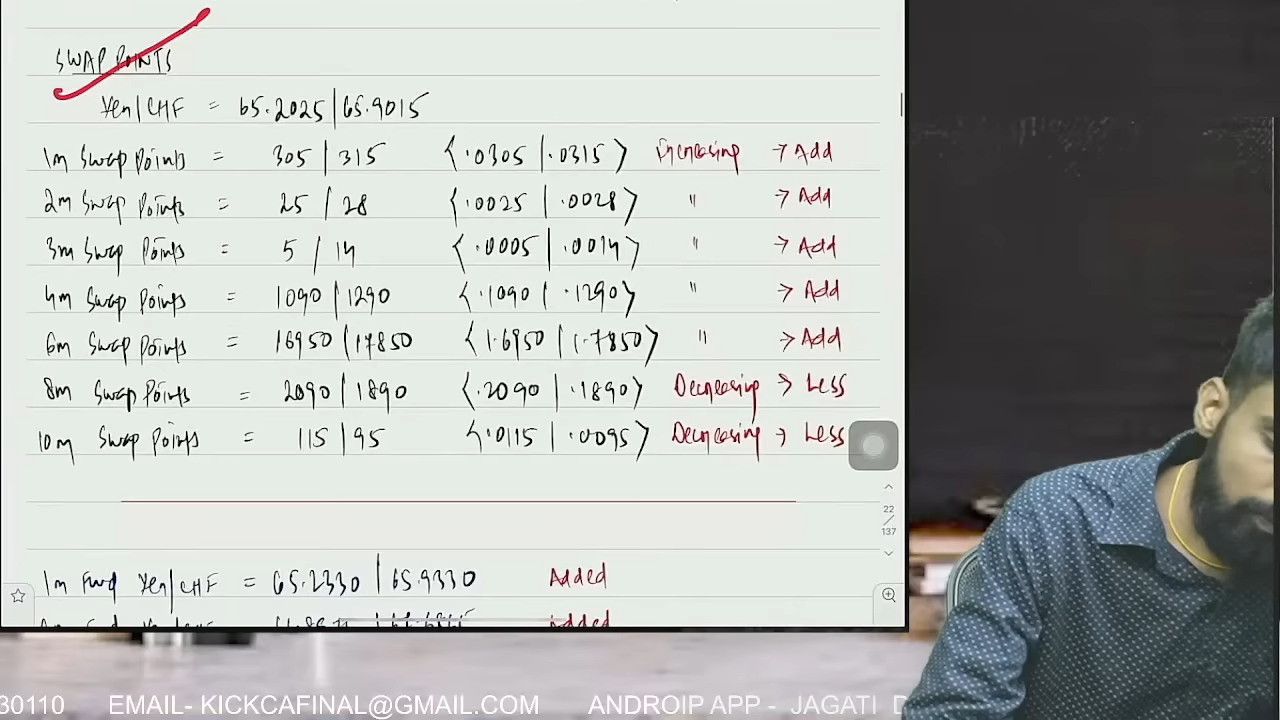 SWAP POINTS
Yen/CHF = 65.2025 | 65.9015
1m Swap Points = 305 | 315 <.0305 | .0315> Increasing → Add
2m Swap Points = 25 / 28 <.0025 | .0028> " → Add
3m Swap Points = 5 / 14 <.0005 | .0014> " → Add
4m Swap Points = 1090 | 1290 <.1090 | .1290> " → Add
6m Swap Points = 16950 | 17850 <1.6950 | 1.7850> " → Add
8m Swap Points = 2090 | 1890 <.2090 | .1890> Decreasing → Less
10m Swap Points = 115 | 95 <.0115 | .0095> Decreasing → Less
22
/
137
1m Fwd Yen/CHF = 65.2330 | 65.9330 Added
Added
30110 EMAIL- KICKCAFINAL@GMAIL.COM ANDROIP APP - JAGATI D